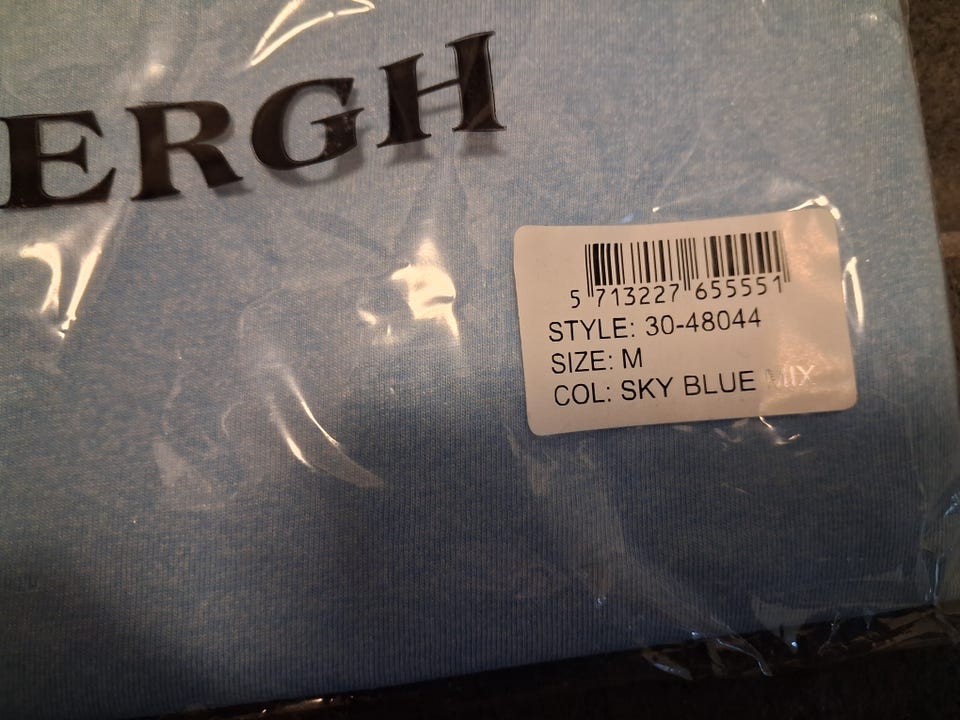 ERGH
5 713227 655551
STYLE: 30-48044
SIZE: M
COL: SKY BLUE MIX